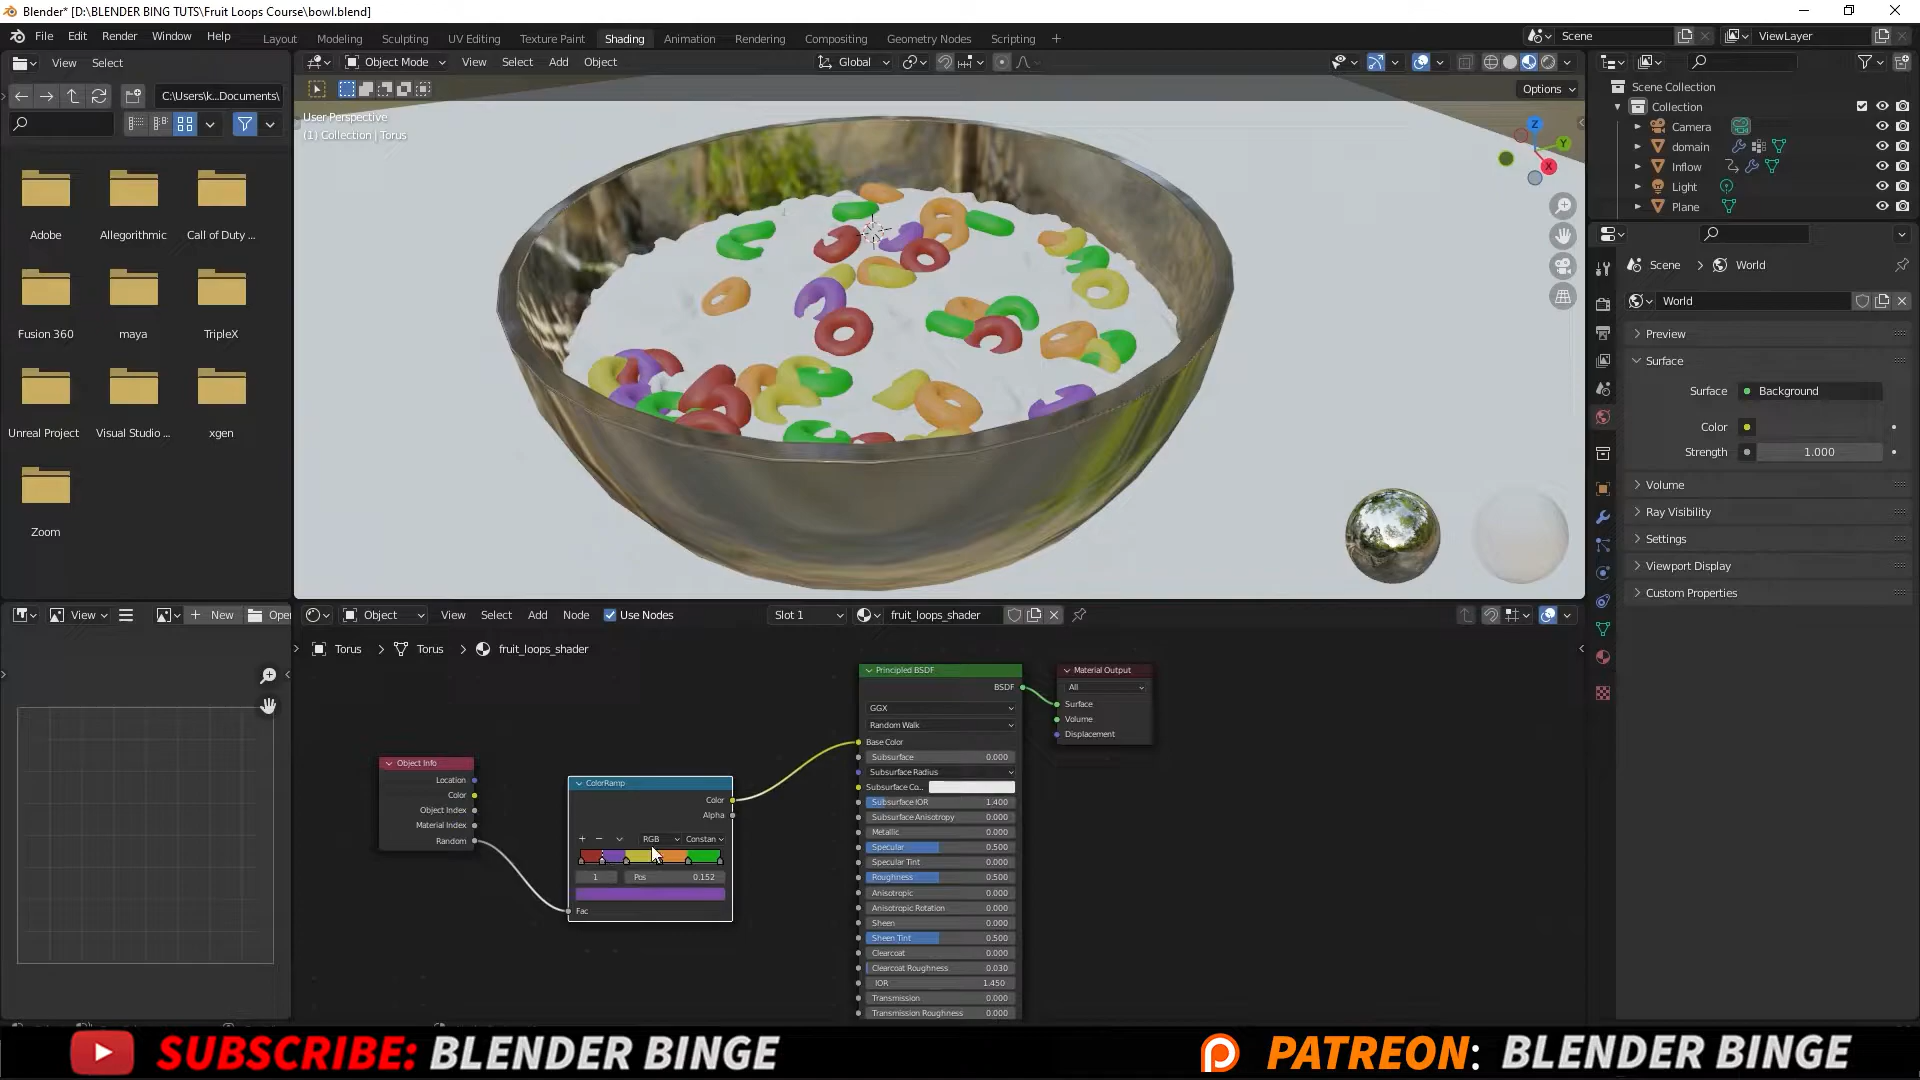 Blender* [D:\BLENDER BING TUTS\Fruit Loops Course\bowl.blend]
File Edit Render Window Help
Layout Modeling Sculpting UV Editing Texture Paint Shading Animation Rendering Compositing Geometry Nodes Scripting +
Scene
ViewLayer
View Select
Object Mode View Select Add Object
Global
C:\Users\k...Documents\
Options
User Perspective
(1) Collection | Torus
Z
Y
X
Adobe Allegorithmic Call of Duty ...
Fusion 360 maya TripleX
Unreal Project Visual Studio ... xgen
Zoom
Scene Collection
Collection
Camera
domain
Inflow
Light
Plane
Scene > World
World
Preview
Surface
Surface Background
Color
Strength 1.000
Volume
Ray Visibility
Settings
Viewport Display
Custom Properties
View + New Open
Object View Select Add Node Use Nodes Slot 1 fruit_loops_shader
Torus > Torus > fruit_loops_shader
Object Info
Location
Color
Object Index
Material Index
Random
ColorRamp
Color
Alpha
+ − RGB Constan
1 Pos 0.152
Fac
Principled BSDF
BSDF
GGX
Random Walk
Base Color
Subsurface 0.000
Subsurface Radius
Subsurface Co...
Subsurface IOR 1.400
Subsurface Anisotropy 0.000
Metallic 0.000
Specular 0.500
Specular Tint 0.000
Roughness 0.500
Anisotropic 0.000
Anisotropic Rotation 0.000
Sheen 0.000
Sheen Tint 0.500
Clearcoat 0.000
Clearcoat Roughness 0.030
IOR 1.450
Transmission 0.000
Transmission Roughness 0.000
Material Output
All
Surface
Volume
Displacement
SUBSCRIBE: BLENDER BINGE
PATREON: BLENDER BINGE